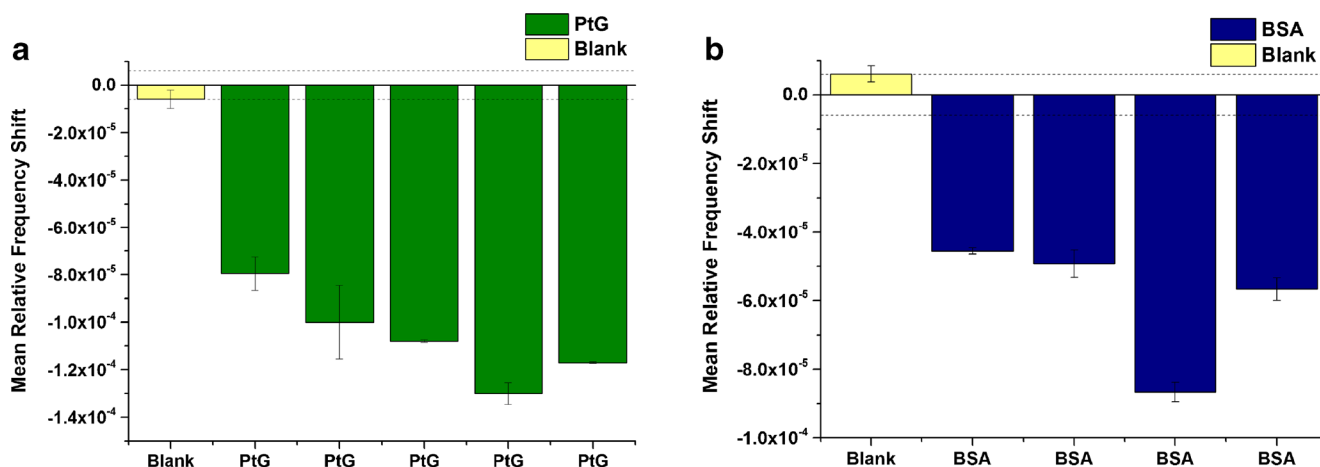 a
PtG
Blank
0.0
-2.0x10⁻⁵
-4.0x10⁻⁵
-6.0x10⁻⁵
-8.0x10⁻⁵
-1.0x10⁻⁴
-1.2x10⁻⁴
-1.4x10⁻⁴
Mean Relative Frequency Shift
Blank PtG PtG PtG PtG PtG
b
BSA
Blank
0.0
-2.0x10⁻⁵
-4.0x10⁻⁵
-6.0x10⁻⁵
-8.0x10⁻⁵
-1.0x10⁻⁴
Mean Relative Frequency Shift
Blank BSA BSA BSA BSA